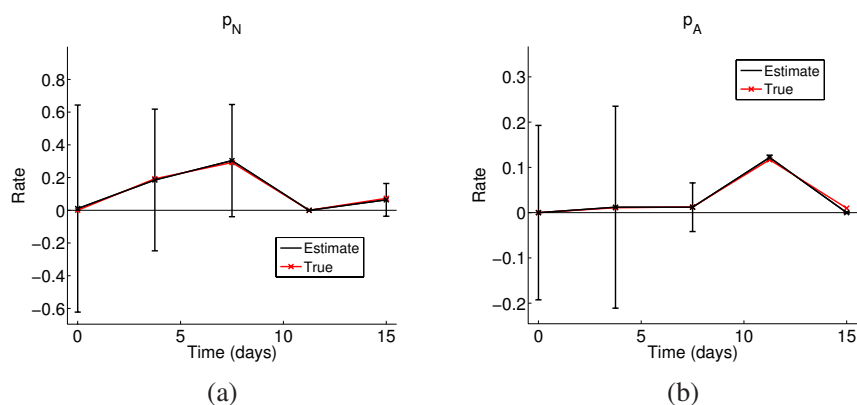 p_N
0.8
0.6
0.4
0.2
0
−0.2
−0.4
−0.6
Rate
0 5 10 15
Time (days)
Estimate
True
(a)
p_A
0.3
0.2
0.1
0
−0.1
−0.2
Rate
0 5 10 15
Time (days)
Estimate
True
(b)